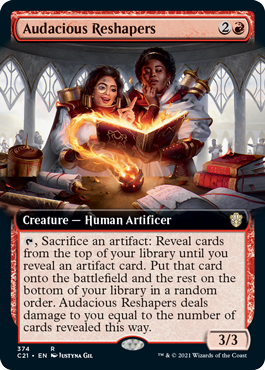 Audacious Reshapers 2
Creature — Human Artificer
, Sacrifice an artifact: Reveal cards
from the top of your library until you
reveal an artifact card. Put that card
onto the battlefield and the rest on the
bottom of your library in a random
order. Audacious Reshapers deals
damage to you equal to the number of
cards revealed this way.
3/3
374 R
C21 • EN JUSTYNA GIL
™ & © 2021 Wizards of the Coast